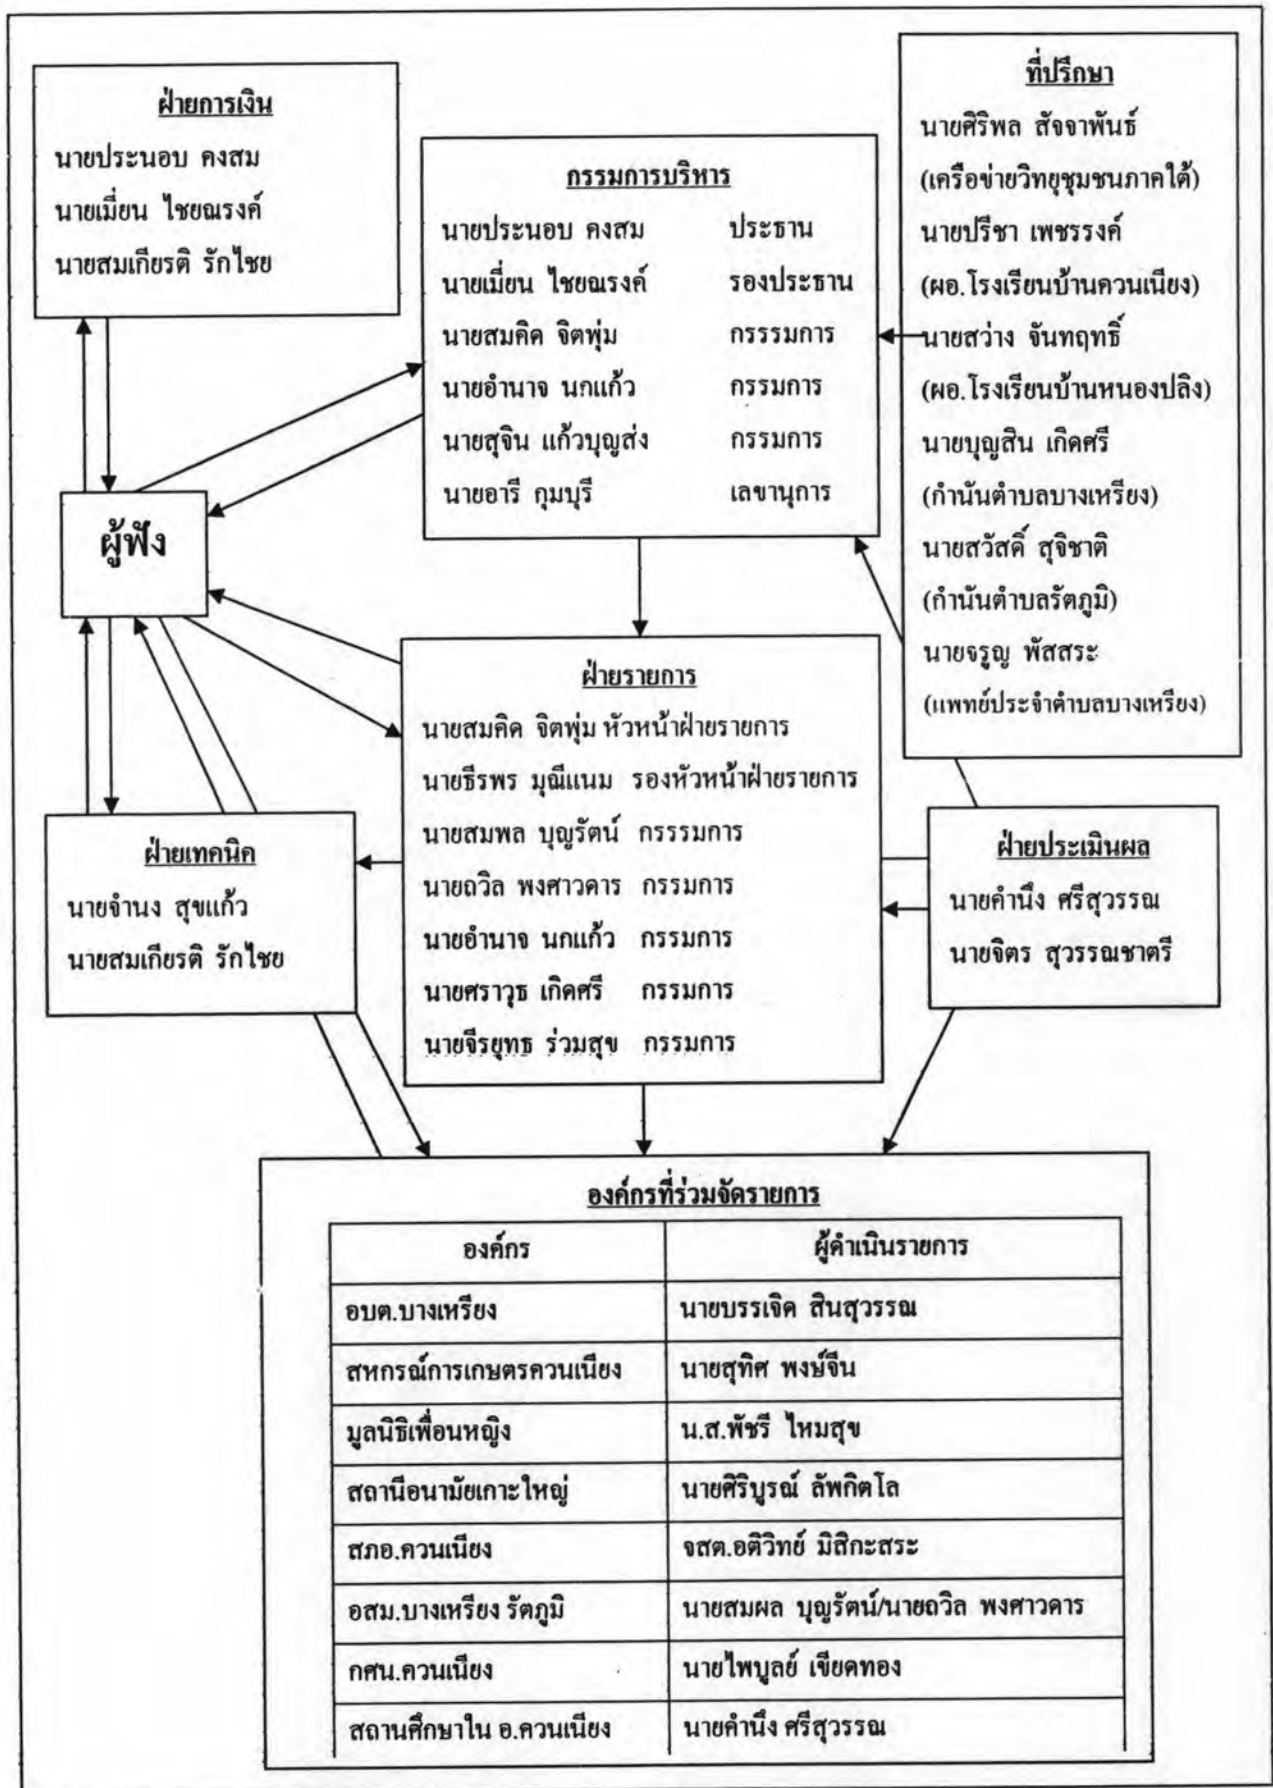 ฝ่ายการเงิน
นายประนอบ คงสม
นายเมี่ยน ไชยณรงค์
นายสมเกียรติ รักไชย
กรรมการบริหาร
นายประนอบ คงสม ประธาน
นายเมี่ยน ไชยณรงค์ รองประธาน
นายสมคิด จิตพุ่ม กรรรมการ
นายอำนาจ นกแก้ว กรรมการ
นายสุจิน แก้วบุญส่ง กรรมการ
นายอารี กุมบุรี เลขานุการ
ที่ปรึกษา
นายศิริพล สัจจาพันธ์
(เครือข่ายวิทยุชุมชนภาคใต้)
นายปรีชา เพชรรงค์
(ผอ.โรงเรียนบ้านควนเนียง)
นายสว่าง จันทฤทธิ์
(ผอ.โรงเรียนบ้านหนองปลิง)
นายบุญสิน เกิดศรี
(กำนันตำบลบางเหรียง)
นายสวัสดิ์ สุจิชาติ
(กำนันตำบลรัตภูมิ)
นายจรูญ พัสสระ
(แพทย์ประจำตำบลบางเหรียง)
ผู้ฟัง
ฝ่ายรายการ
นายสมคิด จิตพุ่ม หัวหน้าฝ่ายรายการ
นายธีรพร มุณีแนม รองหัวหน้าฝ่ายรายการ
นายสมพล บุญรัตน์ กรรรมการ
นายถวิล พงศาวดาร กรรมการ
นายอำนาจ นกแก้ว กรรมการ
นายศราวุธ เกิดศรี กรรมการ
นายจีรยุทธ ร่วมสุข กรรมการ
ฝ่ายเทคนิค
นายจำนง สุขแก้ว
นายสมเกียรติ รักไชย
ฝ่ายประเมินผล
นายคำนึง ศรีสุวรรณ
นายจิตร สุวรรณชาตรี
องค์กรที่ร่วมจัดรายการ
องค์กร ผู้ดำเนินรายการ
อบต.บางเหรียง นายบรรเจิด สินสุวรรณ
สหกรณ์การเกษตรควนเนียง นายสุทิศ พงษ์จีน
มูลนิธิเพื่อนหญิง น.ส.พัชรี ไหมสุข
สถานีอนามัยเกาะใหญ่ นายศิริบูรณ์ ลัพกิตโล
สภอ.ควนเนียง จสต.อติวิทย์ มิสิกะสระ
อสม.บางเหรียง รัตภูมิ นายสมผล บุญรัตน์/นายถวิล พงศาวดาร
กศน.ควนเนียง นายไพบูลย์ เขียดทอง
สถานศึกษาใน อ.ควนเนียง นายคำนึง ศรีสุวรรณ